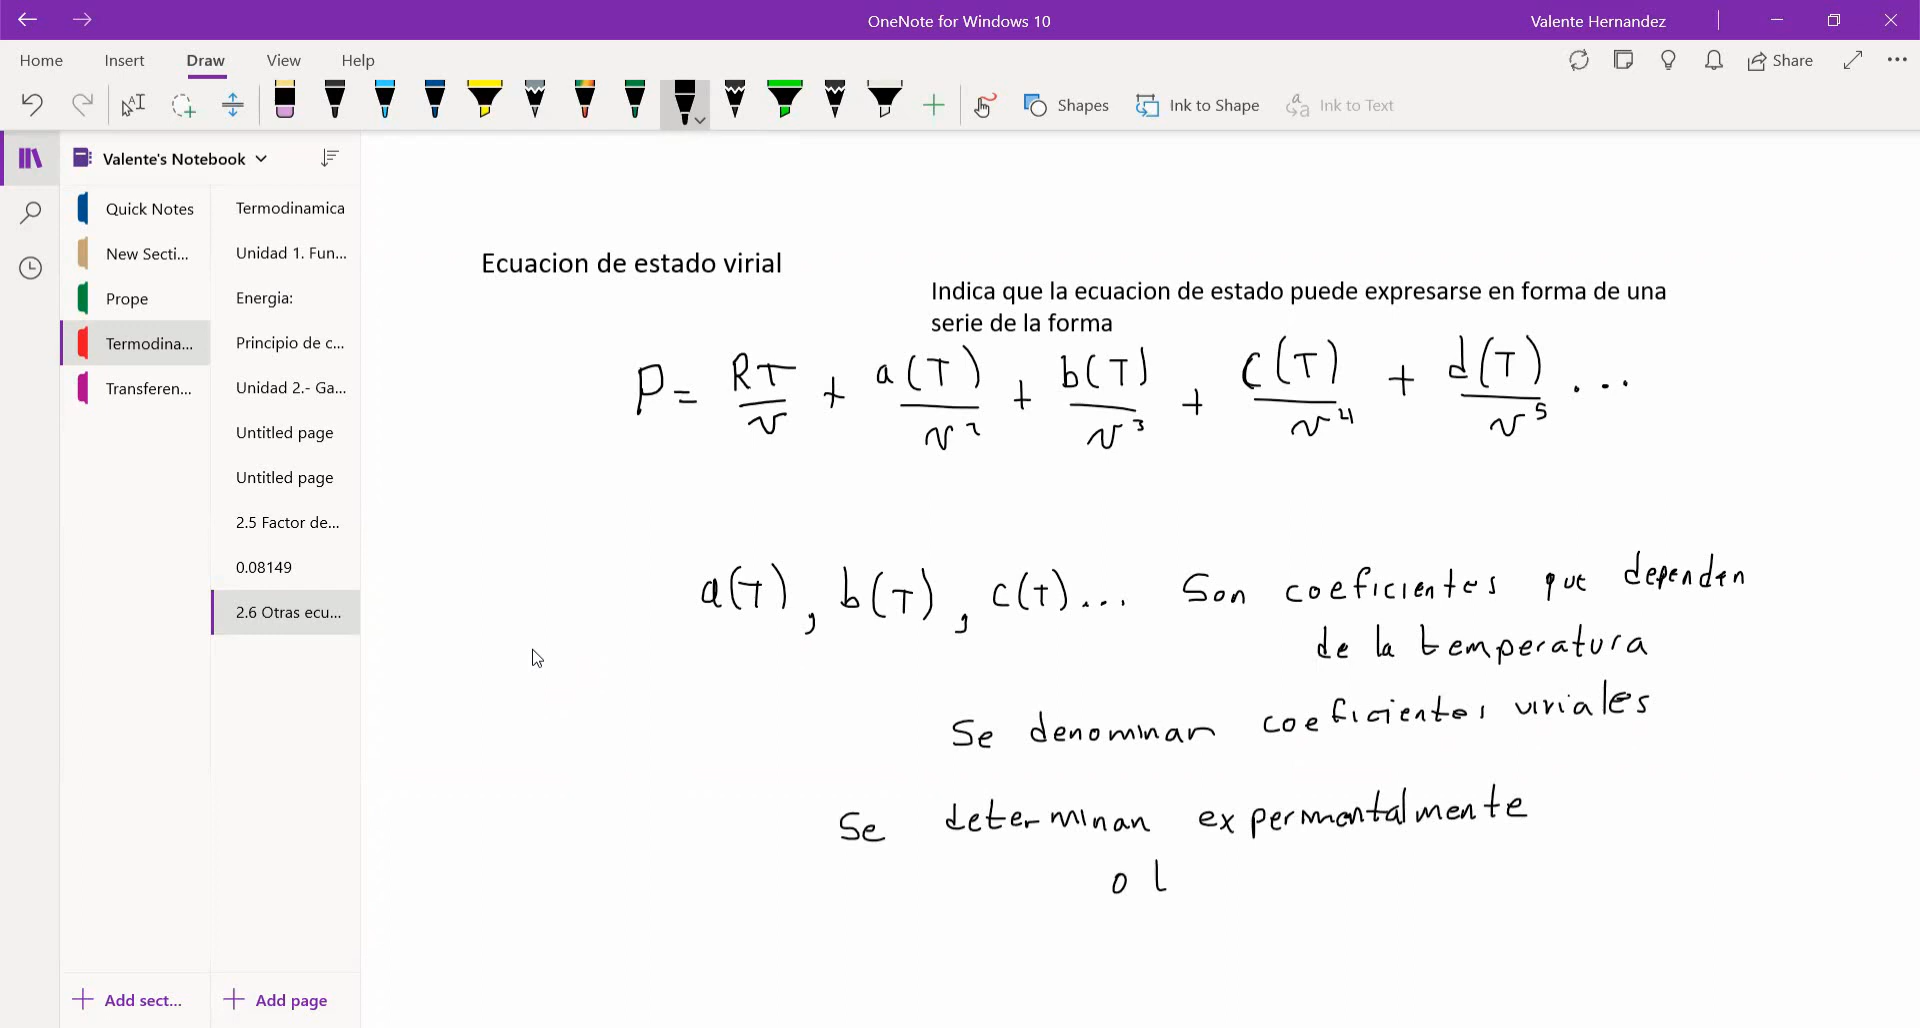 OneNote for Windows 10
Valente Hernandez
Home Insert Draw View Help
Share
Shapes Ink to Shape Ink to Text
Valente's Notebook
Quick Notes
New Secti...
Prope
Termodina...
Transferen...
Termodinamica
Unidad 1. Fun...
Energia:
Principio de c...
Unidad 2.- Ga...
Untitled page
Untitled page
2.5 Factor de...
0.08149
2.6 Otras ecu...
Add sect...
Add page
Ecuacion de estado virial
Indica que la ecuacion de estado puede expresarse en forma de una
serie de la forma
P = RT/v + a(T)/v² + b(T)/v³ + c(T)/v⁴ + d(T)/v⁵ ...
a(T), b(T), c(T)... Son coeficientes que dependen
de la temperatura
Se denominan coeficientes viriales
Se determinan expermentalmente
o l